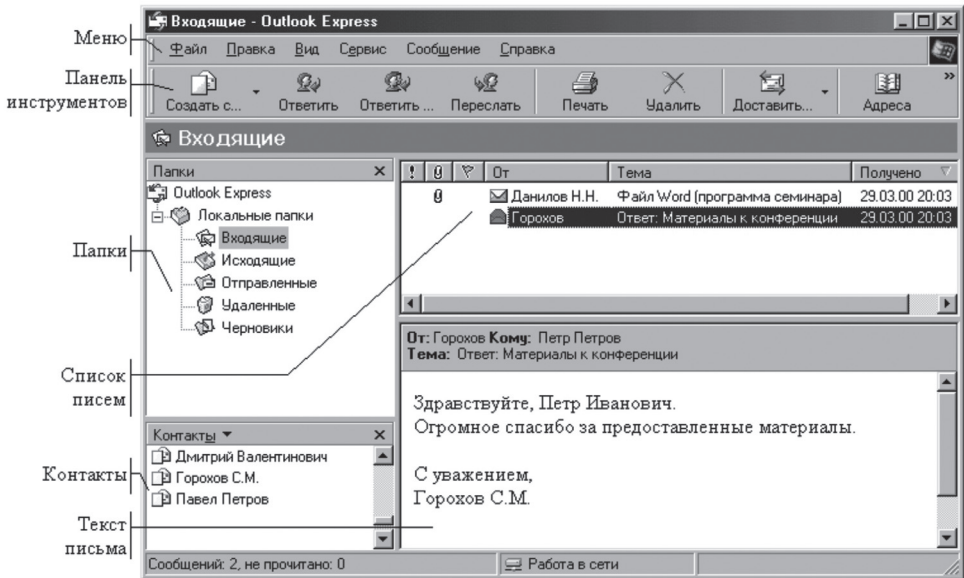 Входящие - Outlook Express
Меню
Файл Правка Вид Сервис Сообщение Справка
Панель
инструментов
Создать с... Ответить Ответить ... Переслать Печать Удалить Доставить... Адреса »
Входящие
Папки
Outlook Express
Локальные папки
Входящие
Исходящие
Отправленные
Удаленные
Черновики
Папки
! От Тема Получено
Данилов Н.Н. Файл Word (программа семинара) 29.03.00 20:03
Горохов Ответ: Материалы к конференции 29.03.00 20:03
Список
писем
От: Горохов Кому: Петр Петров
Тема: Ответ: Материалы к конференции
Здравствуйте, Петр Иванович.
Огромное спасибо за предоставленные материалы.
С уважением,
Горохов С.М.
Контакты
Дмитрий Валентинович
Горохов С.М.
Павел Петров
Контакты
Текст
письма
Сообщений: 2, не прочитано: 0
Работа в сети